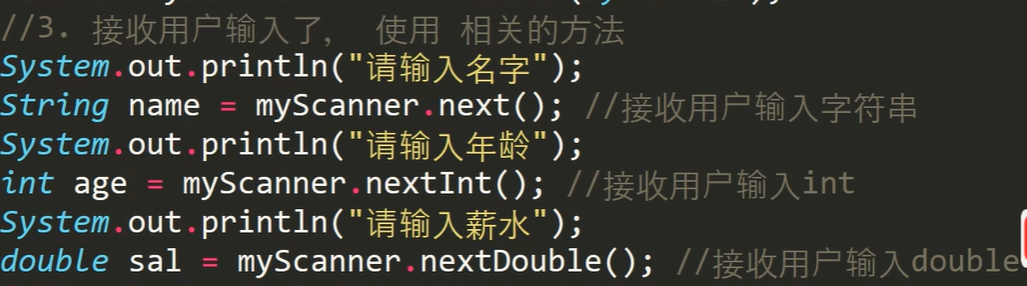 //3. 接收用户输入了， 使用 相关的方法
System.out.println("请输入名字");
String name = myScanner.next(); //接收用户输入字符串
System.out.println("请输入年龄");
int age = myScanner.nextInt(); //接收用户输入int
System.out.println("请输入薪水");
double sal = myScanner.nextDouble(); //接收用户输入double